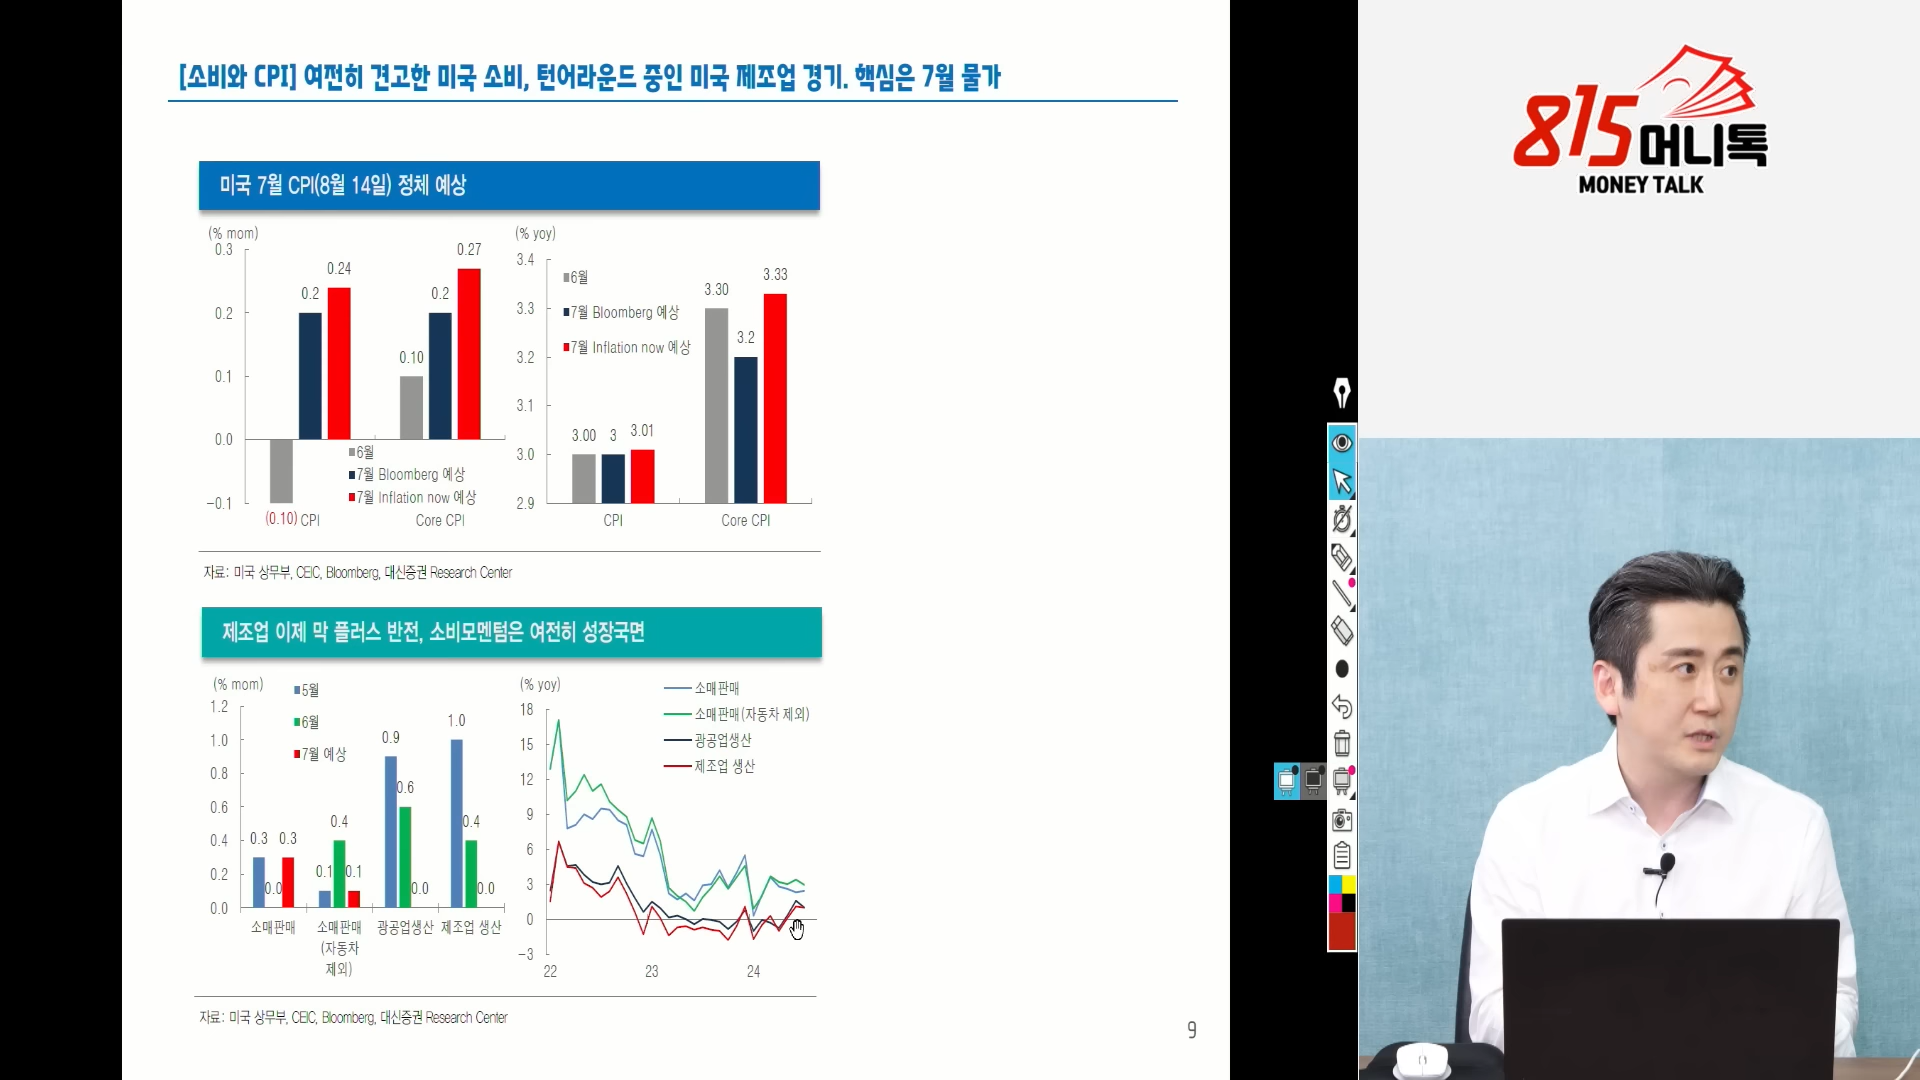 [소비와 CPI] 여전히 견고한 미국 소비, 턴어라운드 중인 미국 제조업 경기. 핵심은 7월 물가
815머니톡
MONEY TALK
미국 7월 CPI(8월 14일) 정체 예상
(% mom)
0.3
0.2
0.1
0.0
-0.1
0.2
0.24
0.10
0.2
0.27
6월
7월 Bloomberg 예상
7월 Inflation now 예상
(0.10) CPI
Core CPI
(% yoy)
3.4
3.3
3.2
3.1
3.0
2.9
6월
7월 Bloomberg 예상
7월 Inflation now 예상
3.00
3
3.01
3.30
3.2
3.33
CPI
Core CPI
자료: 미국 상무부, CEIC, Bloomberg, 대신증권 Research Center
제조업 이제 막 플러스 반전, 소비모멘텀은 여전히 성장국면
(% mom)
1.2
1.0
0.8
0.6
0.4
0.2
0.0
5월
6월
7월 예상
0.3
0.0
0.3
0.1
0.4
0.1
0.9
0.6
0.0
1.0
0.4
0.0
소매판매
소매판매
(자동차
제외)
광공업생산
제조업 생산
(% yoy)
18
15
12
9
6
3
0
-3
소매판매
소매판매(자동차 제외)
광공업생산
제조업 생산
22
23
24
자료: 미국 상무부, CEIC, Bloomberg, 대신증권 Research Center
9